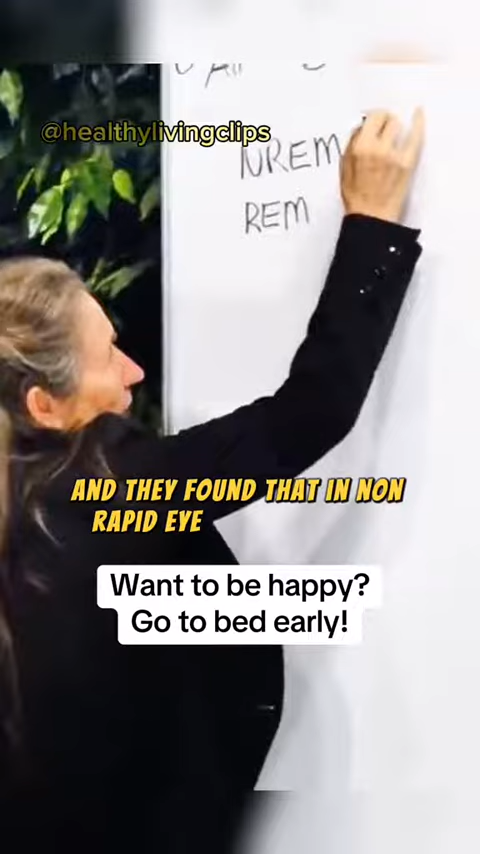 @healthylivingclips
NREM
REM
AND THEY FOUND THAT IN NON
RAPID EYE
Want to be happy?
Go to bed early!